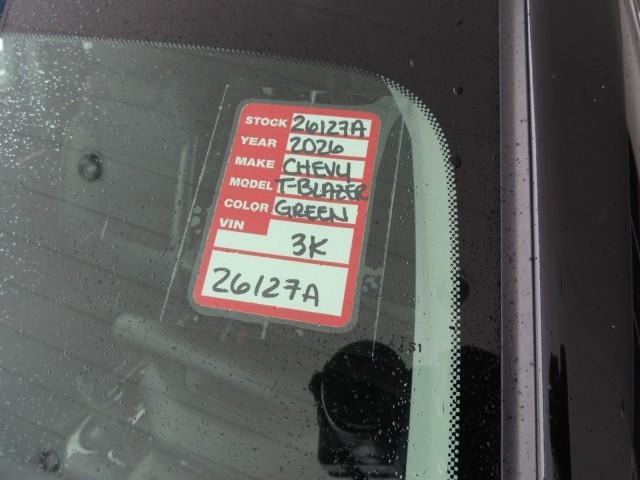 STOCK 26127A
YEAR 2026
MAKE CHEVY
MODEL T-BLAZER
COLOR GREEN
VIN
3K
26127A